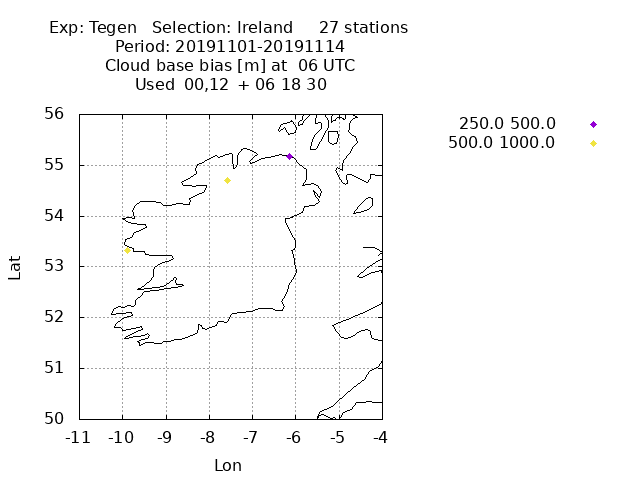 Exp: Tegen   Selection: Ireland     27 stations
Period: 20191101-20191114
Cloud base bias [m] at  06 UTC
Used  00,12  + 06 18 30
250.0 500.0
500.0 1000.0
56
55
54
53
52
51
50
Lat
-11 -10 -9 -8 -7 -6 -5 -4
Lon